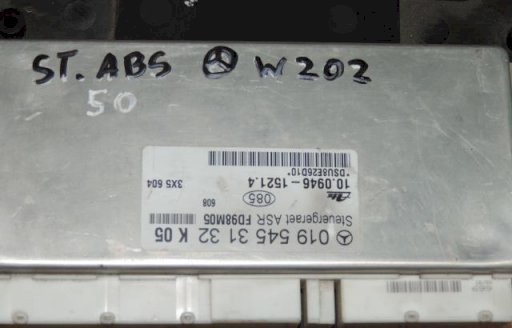 ST. ABS W202
50
019 545 31 32 K 05
Steuergeraet ASR FD98M05
085 608
10.0946-1521.4 3X5 604
*DSU8E26D10*